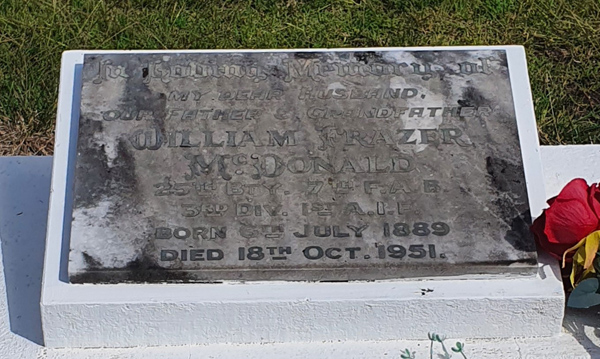 In Loving Memory of
MY DEAR HUSBAND,
OUR FATHER & GRANDFATHER
WILLIAM FRAZER
McDONALD
25TH BTY. 7TH F.A.B.
3RD DIV. 1ST A.I.F.
BORN 6TH JULY 1889
DIED 18TH OCT. 1951.